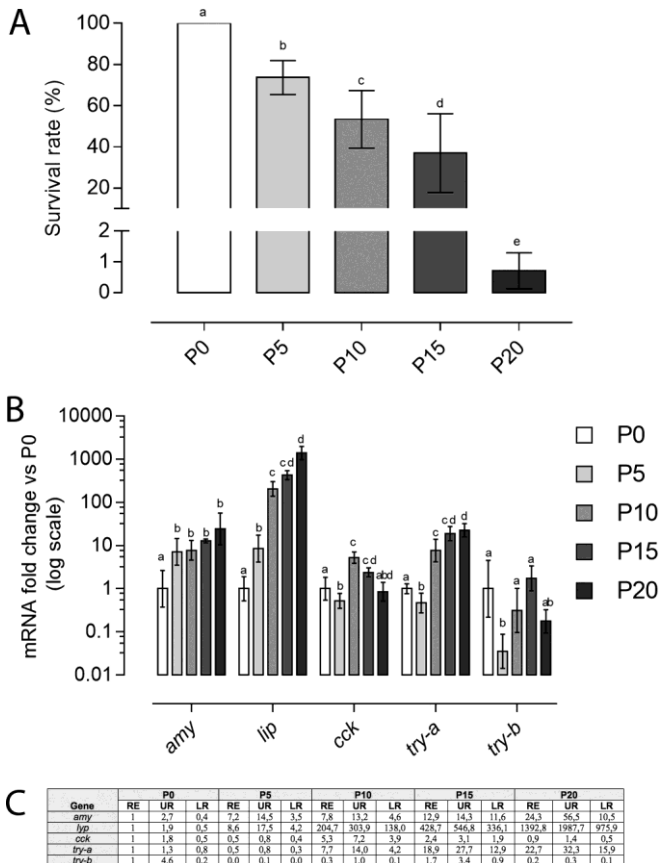 A
Survival rate (%)
100
80
60
40
20
2
1
0
a
b
c
d
e
P0 P5 P10 P15 P20
B
mRNA fold change vs P0
(log scale)
10000
1000
100
10
1
0.1
0.01
a b b b b
a b c c d d
a b c c d abd
a b c c d d
a b a a ab
amy lip cck try-a try-b
P0
P5
P10
P15
P20
C
P0 P5 P10 P15 P20
Gene RE UR LR RE UR LR RE UR LR RE UR LR RE UR LR
amy 1 2,7 0,4 7,2 14,5 3,5 7,8 13,2 4,6 12,9 14,3 11,6 24,3 56,5 10,5
lyp 1 1,9 0,5 8,6 17,5 4,2 204,7 303,9 138,0 428,7 546,8 336,1 1392,8 1987,7 975,9
cck 1 1,8 0,5 0,5 0,8 0,4 5,3 7,2 3,9 2,4 3,1 1,9 0,9 1,4 0,5
try-a 1 1,3 0,8 0,5 0,8 0,3 7,7 14,0 4,2 18,9 27,7 12,9 22,7 32,3 15,9
try-b 1 4,6 0,2 0,0 0,1 0,0 0,3 1,0 0,1 1,7 3,4 0,9 0,2 0,3 0,1